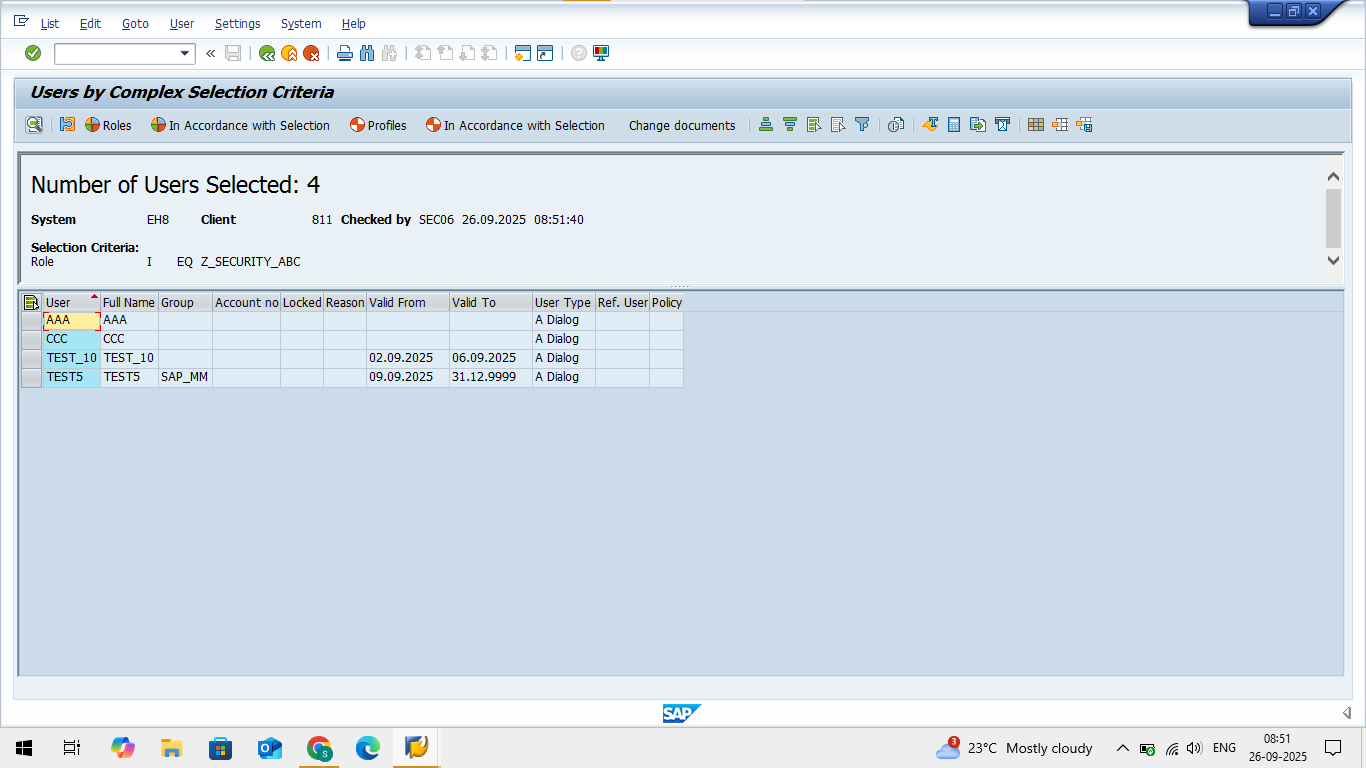 List Edit Goto User Settings System Help
Users by Complex Selection Criteria
Roles In Accordance with Selection Profiles In Accordance with Selection Change documents
Number of Users Selected: 4
System EH8 Client 811 Checked by SEC06 26.09.2025 08:51:40
Selection Criteria:
Role I EQ Z_SECURITY_ABC
User Full Name Group Account no Locked Reason Valid From Valid To User Type Ref. User Policy
AAA AAA A Dialog
CCC CCC A Dialog
TEST_10 TEST_10 02.09.2025 06.09.2025 A Dialog
TEST5 TEST5 SAP_MM 09.09.2025 31.12.9999 A Dialog
SAP
3 23°C Mostly cloudy ENG 08:51
26-09-2025